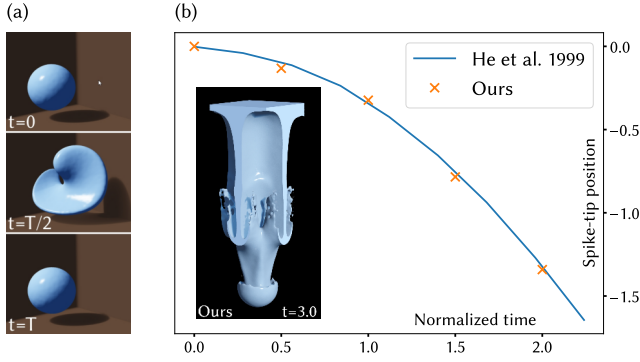 (a)
t=0
t=T/2
t=T
(b)
He et al. 1999
Ours
Ours
t=3.0
Normalized time
Spike-tip position
0.0
−0.5
−1.0
−1.5
0.0
0.5
1.0
1.5
2.0